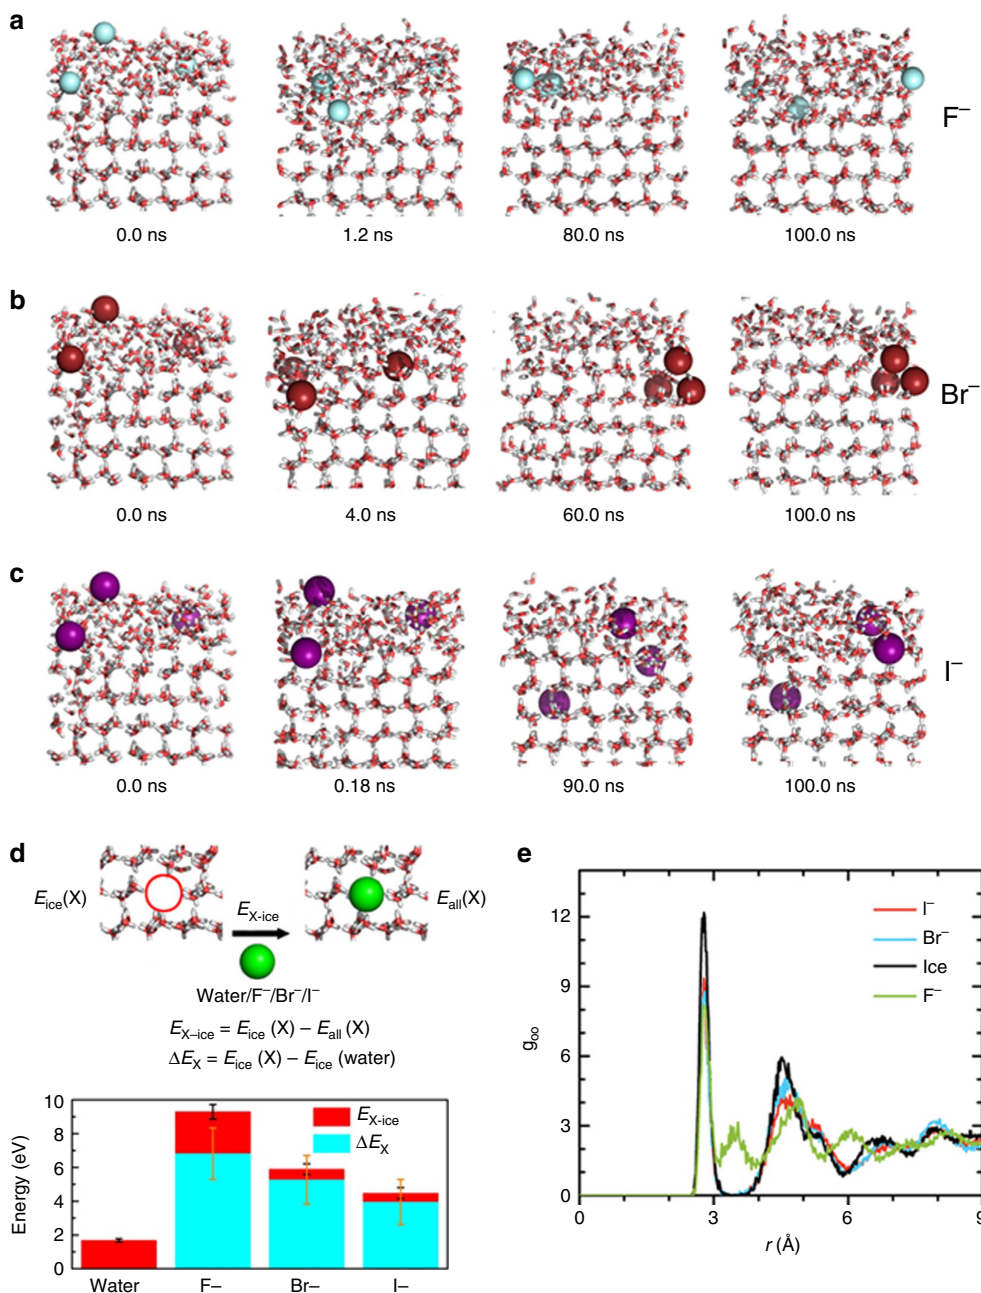 a
F⁻
0.0 ns 1.2 ns 80.0 ns 100.0 ns
b
Br⁻
0.0 ns 4.0 ns 60.0 ns 100.0 ns
c
I⁻
0.0 ns 0.18 ns 90.0 ns 100.0 ns
d
E_ice(X) E_X-ice E_all(X)
Water/F⁻/Br⁻/I⁻
E_X–ice = E_ice (X) – E_all (X)
ΔE_X = E_ice (X) – E_ice (water)
10
8
6
4
2
0
Energy (eV)
E_X-ice
ΔE_X
Water F– Br– I–
e
12
9
6
3
0
g_oo
I⁻
Br⁻
Ice
F⁻
0 3 6 9
r (Å)